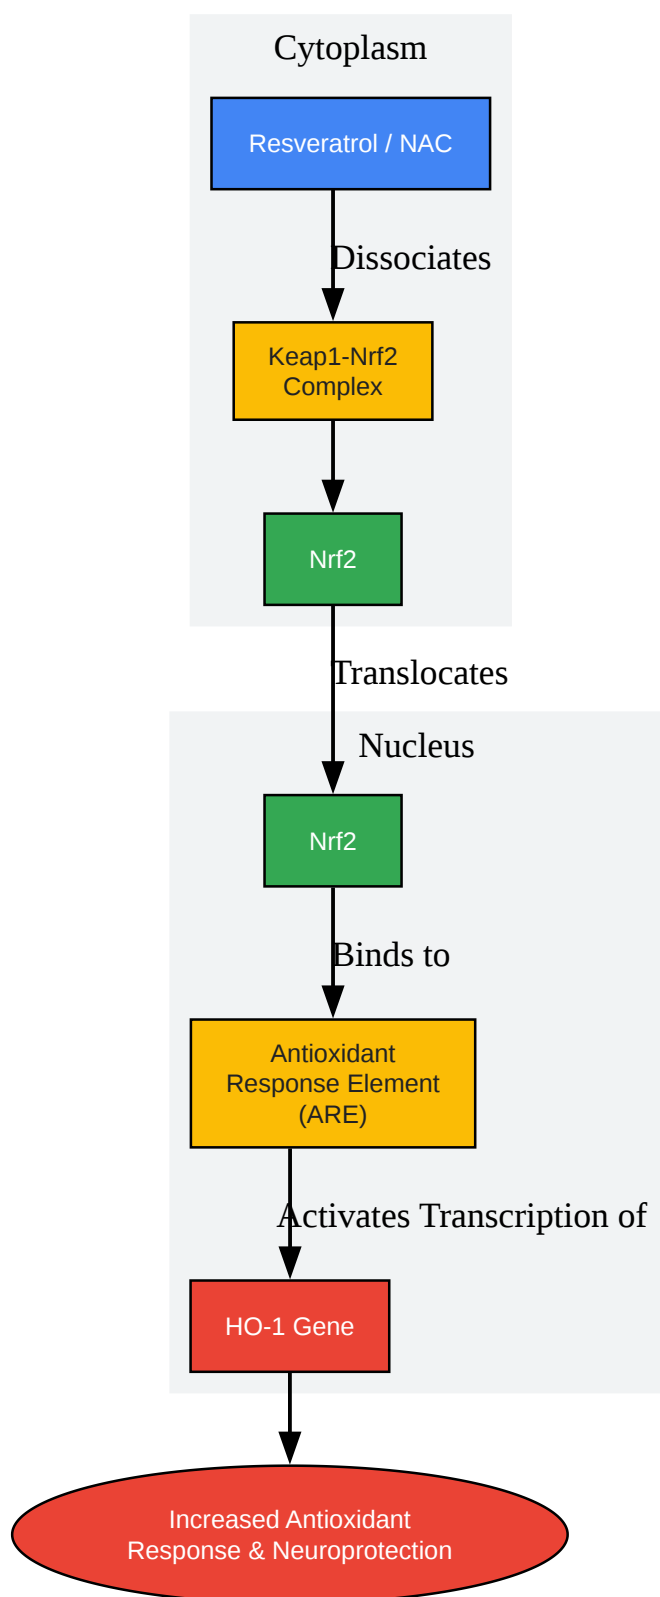 Cytoplasm
Resveratrol / NAC
Dissociates
Keap1-Nrf2
Complex
Nrf2
Translocates
Nucleus
Nrf2
Binds to
Antioxidant
Response Element
(ARE)
Activates Transcription of
HO-1 Gene
Increased Antioxidant
Response & Neuroprotection